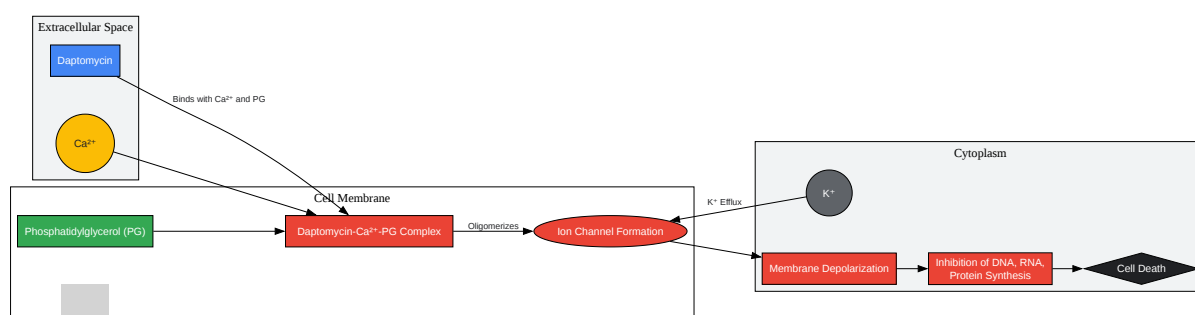 Extracellular Space
Daptomycin
Binds with Ca²⁺ and PG
Ca²⁺
Cell Membrane
Phosphatidylglycerol (PG)
Daptomycin-Ca²⁺-PG Complex
Oligomerizes
Ion Channel Formation
K⁺ Efflux
Cytoplasm
K⁺
Membrane Depolarization
Inhibition of DNA, RNA,
Protein Synthesis
Cell Death